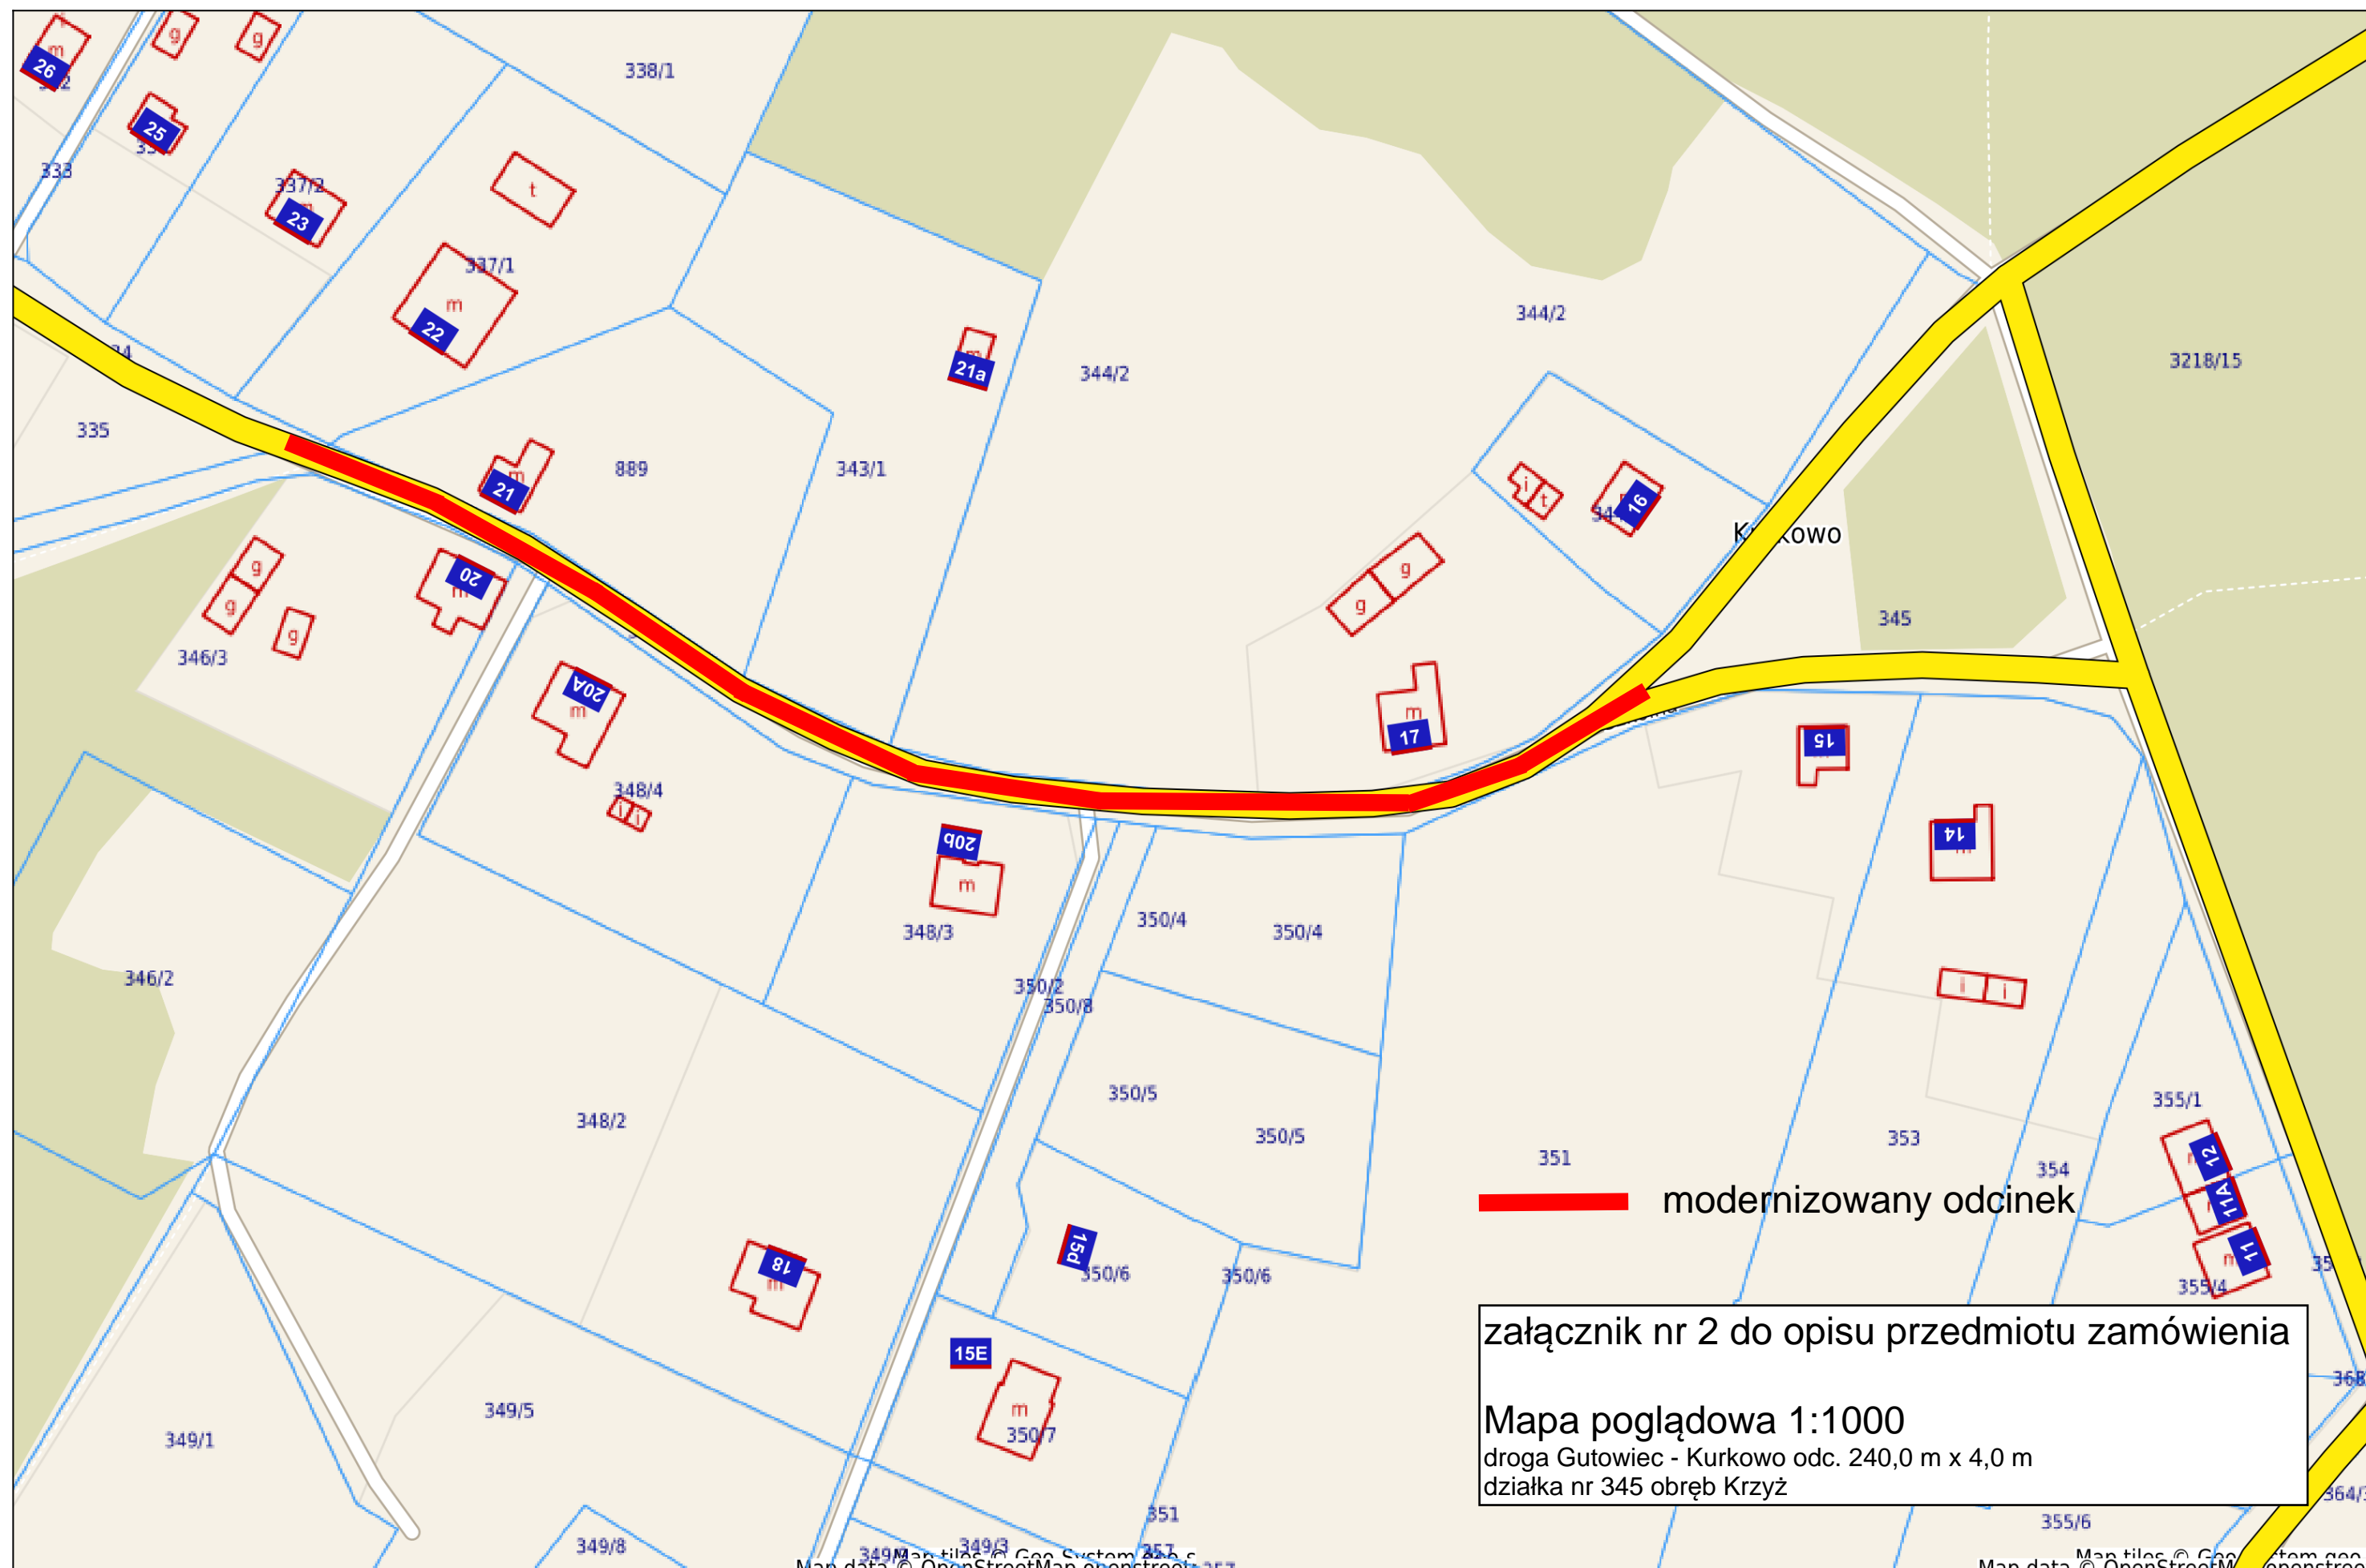 338/1
g
g
m
26
25
333
337/2
23
t
337/1
m
22
21a
344/2
344/2
3218/15
335
889
343/1
m
21
i
t
16
Kurkowo
g
g
g
g
g
20
m
345
346/3
20A
m
m
17
15
348/4
i
i
20b
m
14
m
348/3
350/4
350/4
346/2
350/2
350/8
i
i
350/5
350/5
348/2
355/1
353
351
354
12
11A
11
m
modernizowany odcinek
15d
350/6
350/6
18
m
355/4
załącznik nr 2 do opisu przedmiotu zamówienia
15E
m
350/7
349/5
349/1
Mapa poglądowa 1:1000
droga Gutowiec - Kurkowo odc. 240,0 m x 4,0 m
działka nr 345 obręb Krzyż
351
355/6
349/8
349/3
357